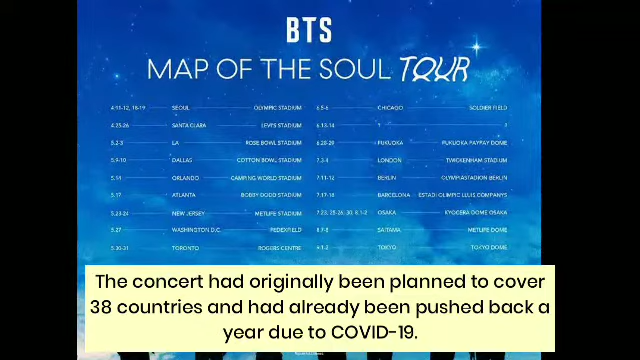 BTS
MAP OF THE SOUL TOUR
4.11-12, 18-19 SEOUL OLYMPIC STADIUM
4.25-26 SANTA CLARA LEVI'S STADIUM
5.2-3 LA ROSE BOWL STADIUM
5.9-10 DALLAS COTTON BOWL STADIUM
5.14 ORLANDO CAMPING WORLD STADIUM
5.17 ATLANTA BOBBY DODD STADIUM
5.23-24 NEW JERSEY METLIFE STADIUM
5.27 WASHINGTON D.C. FEDEXFIELD
5.30-31 TORONTO ROGERS CENTRE
6.5-6 CHICAGO SOLDIER FIELD
6.13-14 ? ?
6.28-29 FUKUOKA FUKUOKA PAYPAY DOME
7.3-4 LONDON TWICKENHAM STADIUM
7.11-12 BERLIN OLYMPIASTADION BERLIN
7.17-18 BARCELONA ESTADI OLIMPIC LLUIS COMPANYS
7.23, 25-26, 30, 8.1-2 OSAKA KYOCERA DOME OSAKA
8.7-8 SAITAMA METLIFE DOME
TOKYO TOKYO DOME
The concert had originally been planned to cover
38 countries and had already been pushed back a
year due to COVID-19.